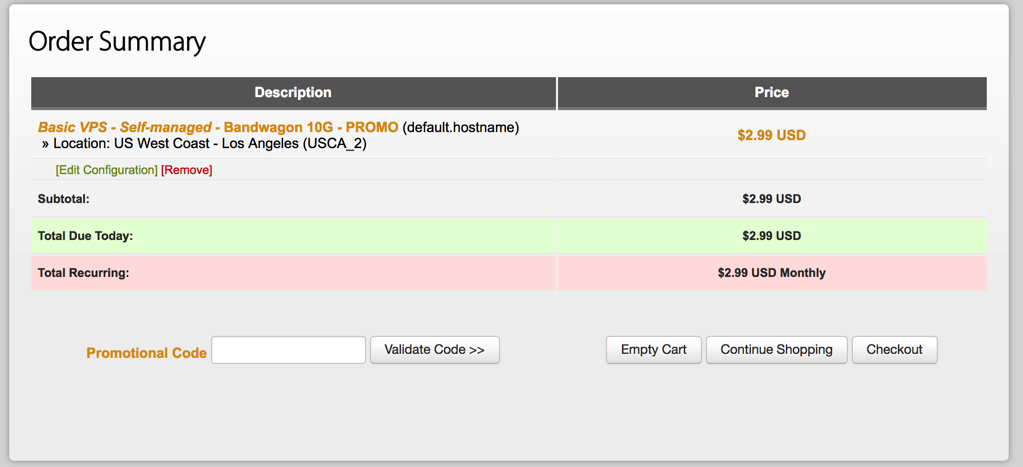 Order Summary
Description Price
Basic VPS - Self-managed - Bandwagon 10G - PROMO (default.hostname) $2.99 USD
» Location: US West Coast - Los Angeles (USCA_2)
[Edit Configuration] [Remove]
Subtotal: $2.99 USD
Total Due Today: $2.99 USD
Total Recurring: $2.99 USD Monthly
Promotional Code Validate Code >> Empty Cart Continue Shopping Checkout